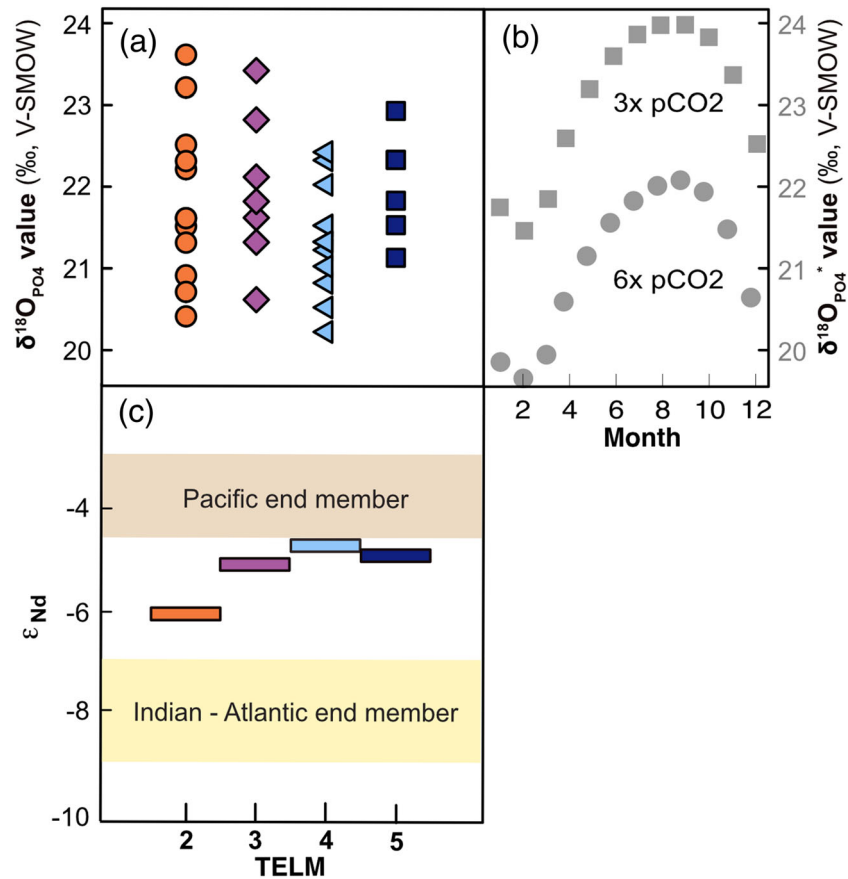 (a)
δ18OPO4 value (‰, V-SMOW)
24
23
22
21
20
(b)
3x pCO2
6x pCO2
24
23
22
21
20
δ18OPO4* value (‰, V-SMOW)
2 4 6 8 10 12
Month
(c)
εNd
-4
-6
-8
-10
Pacific end member
Indian - Atlantic end member
2 3 4 5
TELM